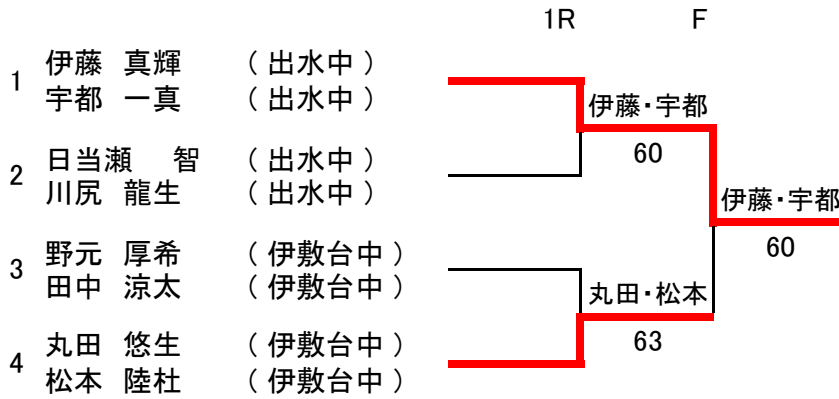 1R F
1 伊藤 真輝 ( 出水中 )
宇都 一真 ( 出水中 )
伊藤・宇都
60
2 日当瀬 智 ( 出水中 )
川尻 龍生 ( 出水中 )
伊藤・宇都
60
3 野元 厚希 ( 伊敷台中 )
田中 涼太 ( 伊敷台中 )
丸田・松本
63
4 丸田 悠生 ( 伊敷台中 )
松本 陸杜 ( 伊敷台中 )